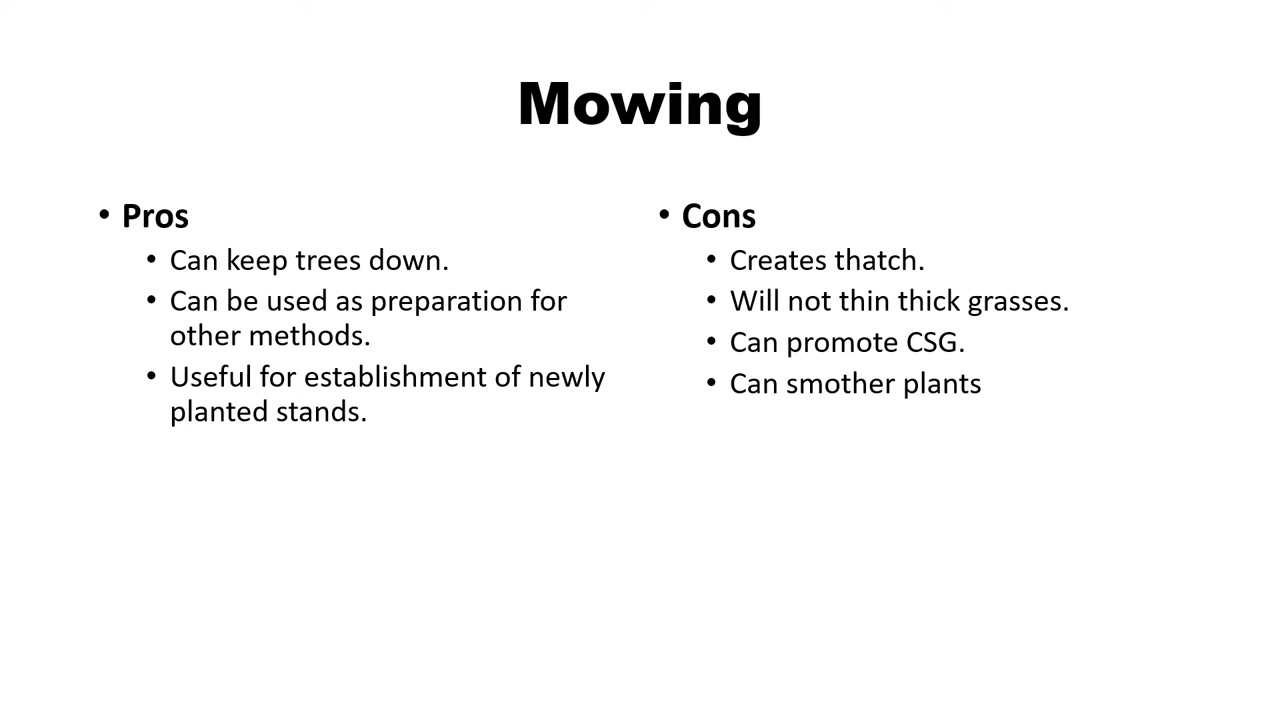 Mowing
• Pros
• Can keep trees down.
• Can be used as preparation for
other methods.
• Useful for establishment of newly
planted stands.
• Cons
• Creates thatch.
• Will not thin thick grasses.
• Can promote CSG.
• Can smother plants